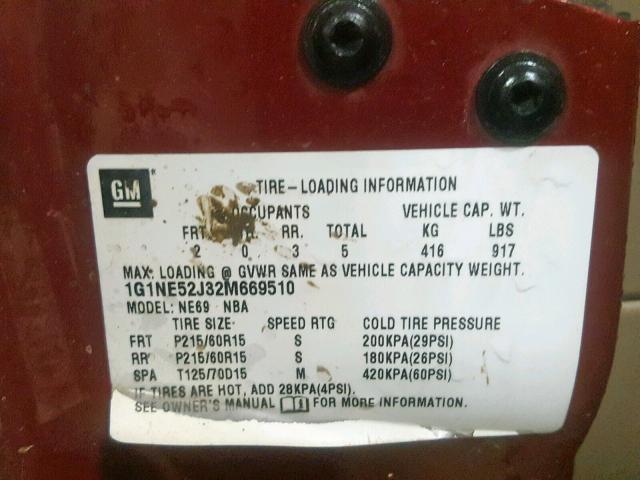 GM
TIRE-LOADING INFORMATION
OCCUPANTS VEHICLE CAP. WT.
FRT RR. TOTAL KG LBS
2 0 3 5 416 917
MAX. LOADING @ GVWR SAME AS VEHICLE CAPACITY WEIGHT.
1G1NE52J32M669510
MODEL: NE69 NBA
TIRE SIZE: SPEED RTG COLD TIRE PRESSURE
FRT P215/60R15 S 200KPA(29PSI)
RR P215/60R15 S 180KPA(26PSI)
SPA T125/70D15 M 420KPA(60PSI)
IF TIRES ARE HOT, ADD 28KPA(4PSI).
SEE OWNER'S MANUAL FOR MORE INFORMATION.